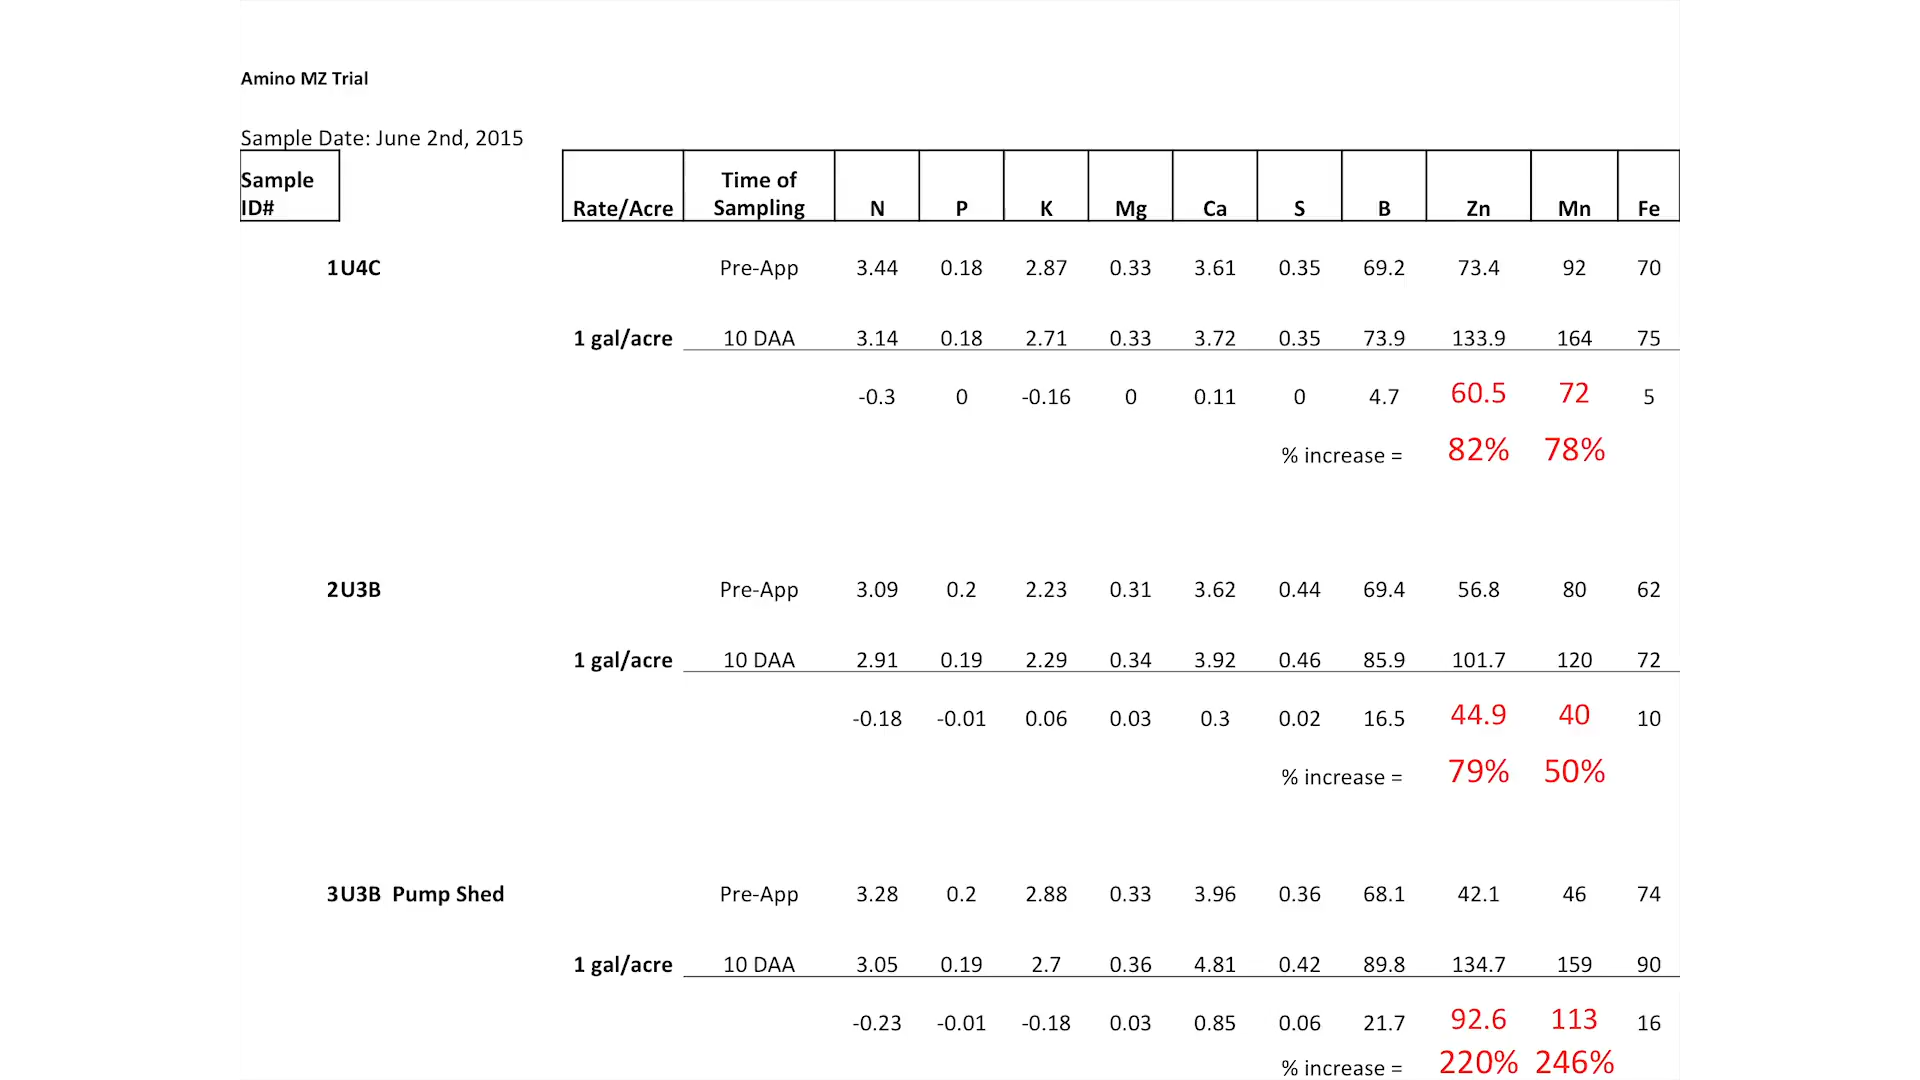 Amino MZ Trial
Sample Date: June 2nd, 2015
Sample ID# Rate/Acre Time of Sampling N P K Mg Ca S B Zn Mn Fe
1U4C Pre-App 3.44 0.18 2.87 0.33 3.61 0.35 69.2 73.4 92 70
1 gal/acre 10 DAA 3.14 0.18 2.71 0.33 3.72 0.35 73.9 133.9 164 75
-0.3 0 -0.16 0 0.11 0 4.7 60.5 72 5
% increase = 82% 78%
2U3B Pre-App 3.09 0.2 2.23 0.31 3.62 0.44 69.4 56.8 80 62
1 gal/acre 10 DAA 2.91 0.19 2.29 0.34 3.92 0.46 85.9 101.7 120 72
-0.18 -0.01 0.06 0.03 0.3 0.02 16.5 44.9 40 10
% increase = 79% 50%
3U3B Pump Shed Pre-App 3.28 0.2 2.88 0.33 3.96 0.36 68.1 42.1 46 74
1 gal/acre 10 DAA 3.05 0.19 2.7 0.36 4.81 0.42 89.8 134.7 159 90
-0.23 -0.01 -0.18 0.03 0.85 0.06 21.7 92.6 113 16
% increase = 220% 246%